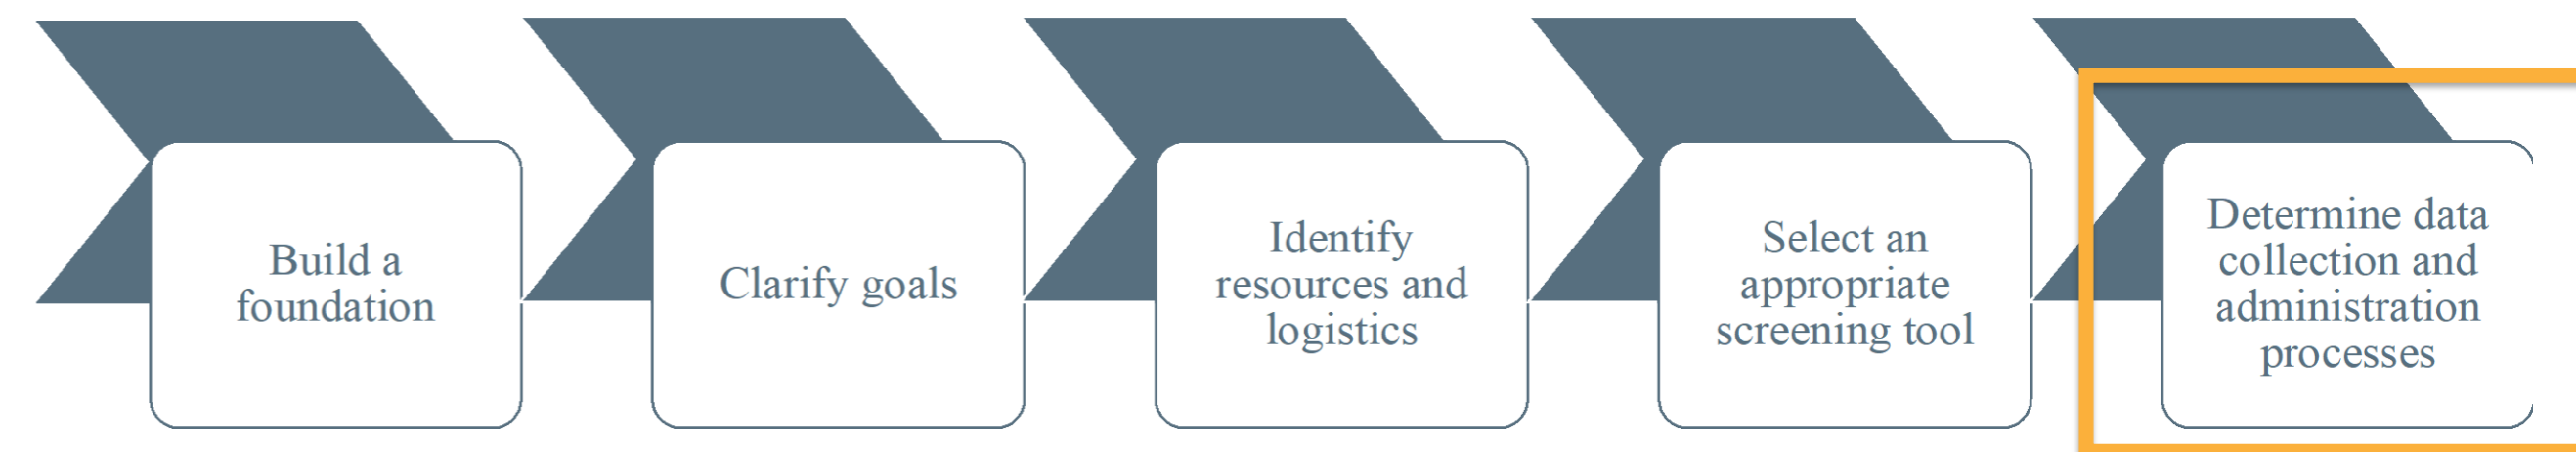 Build a
foundation
Clarify goals
Identify
resources and
logistics
Select an
appropriate
screening tool
Determine data
collection and
administration
processes